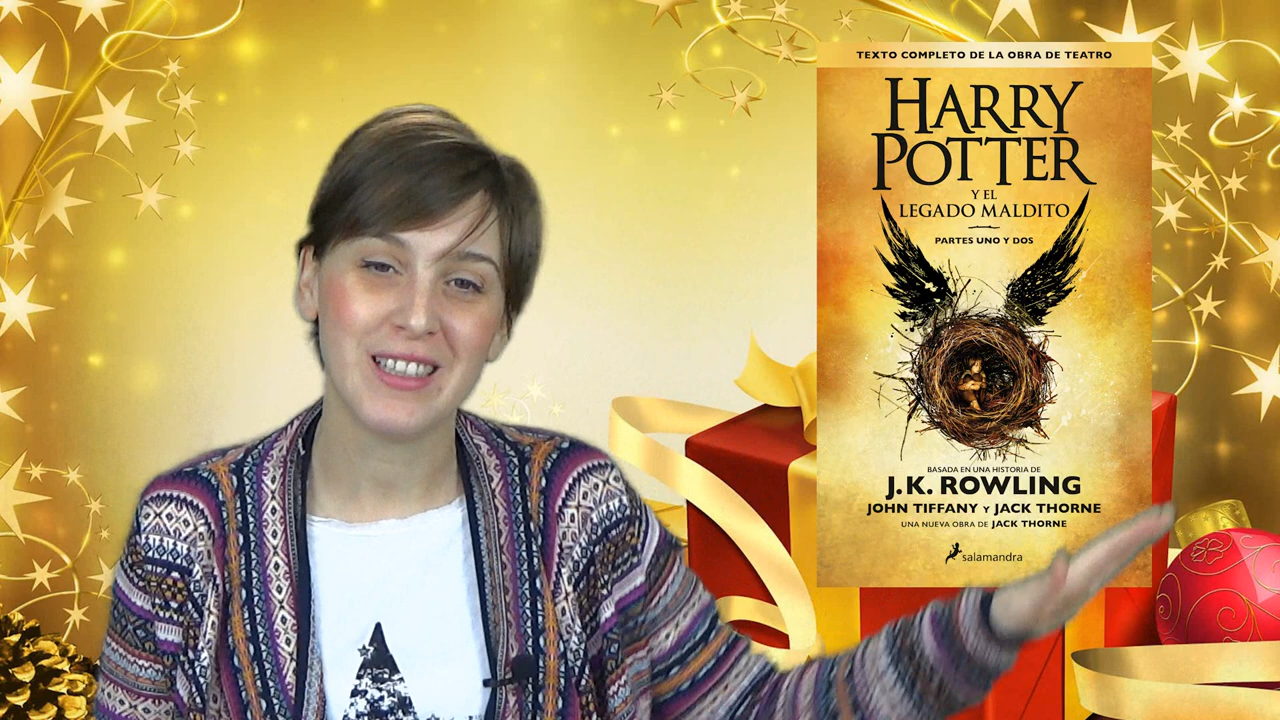 TEXTO COMPLETO DE LA OBRA DE TEATRO
HARRY
POTTER
Y EL
LEGADO MALDITO
PARTES UNO Y DOS
BASADA EN UNA HISTORIA DE
J.K. ROWLING
JOHN TIFFANY Y JACK THORNE
UNA NUEVA OBRA DE JACK THORNE
salamandra